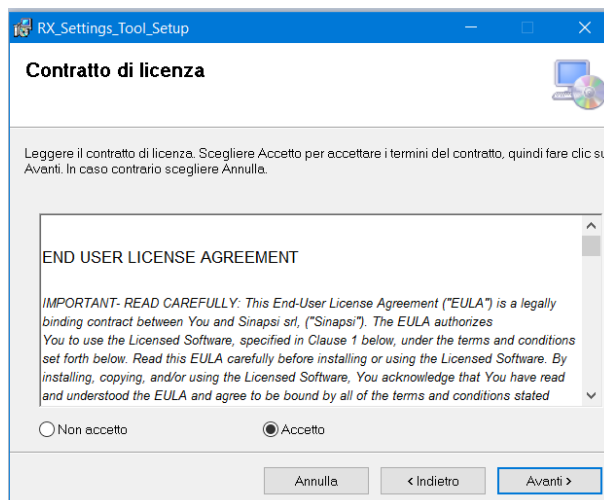 RX_Settings_Tool_Setup
Contratto di licenza
Leggere il contratto di licenza. Scegliere Accetto per accettare i termini del contratto, quindi fare clic su
Avanti. In caso contrario scegliere Annulla.
END USER LICENSE AGREEMENT
IMPORTANT- READ CAREFULLY: This End-User License Agreement ("EULA") is a legally
binding contract between You and Sinapsi srl, ("Sinapsi"). The EULA authorizes
You to use the Licensed Software, specified in Clause 1 below, under the terms and conditions
set forth below. Read this EULA carefully before installing or using the Licensed Software. By
installing, copying, and/or using the Licensed Software, You acknowledge that You have read
and understood the EULA and agree to be bound by all of the terms and conditions stated
Non accetto Accetto
Annulla < Indietro Avanti >